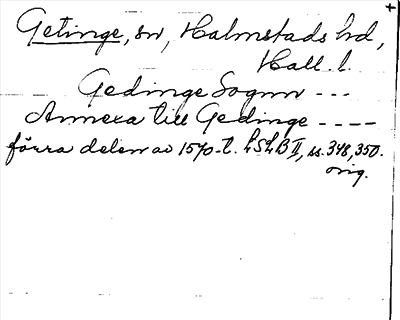 Getinge, sn, Halmstads hd,
Hall. l.
Gedinge Sognn ---
Annexa till Gedinge ----
förra delen av 1570-t. LSLB II, ss. 348, 350.
orig.